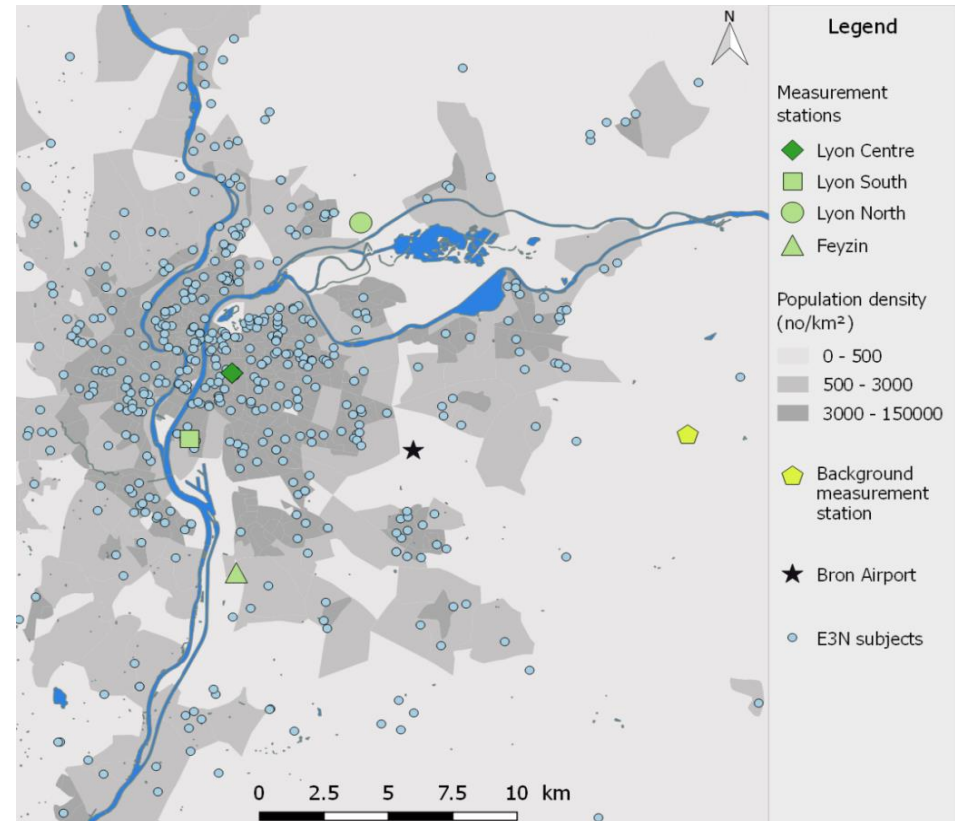 N
Legend
Measurement
stations
Lyon Centre
Lyon South
Lyon North
Feyzin
Population density
(no/km²)
0 - 500
500 - 3000
3000 - 150000
Background
measurement
station
Bron Airport
E3N subjects
0 2.5 5 7.5 10 km